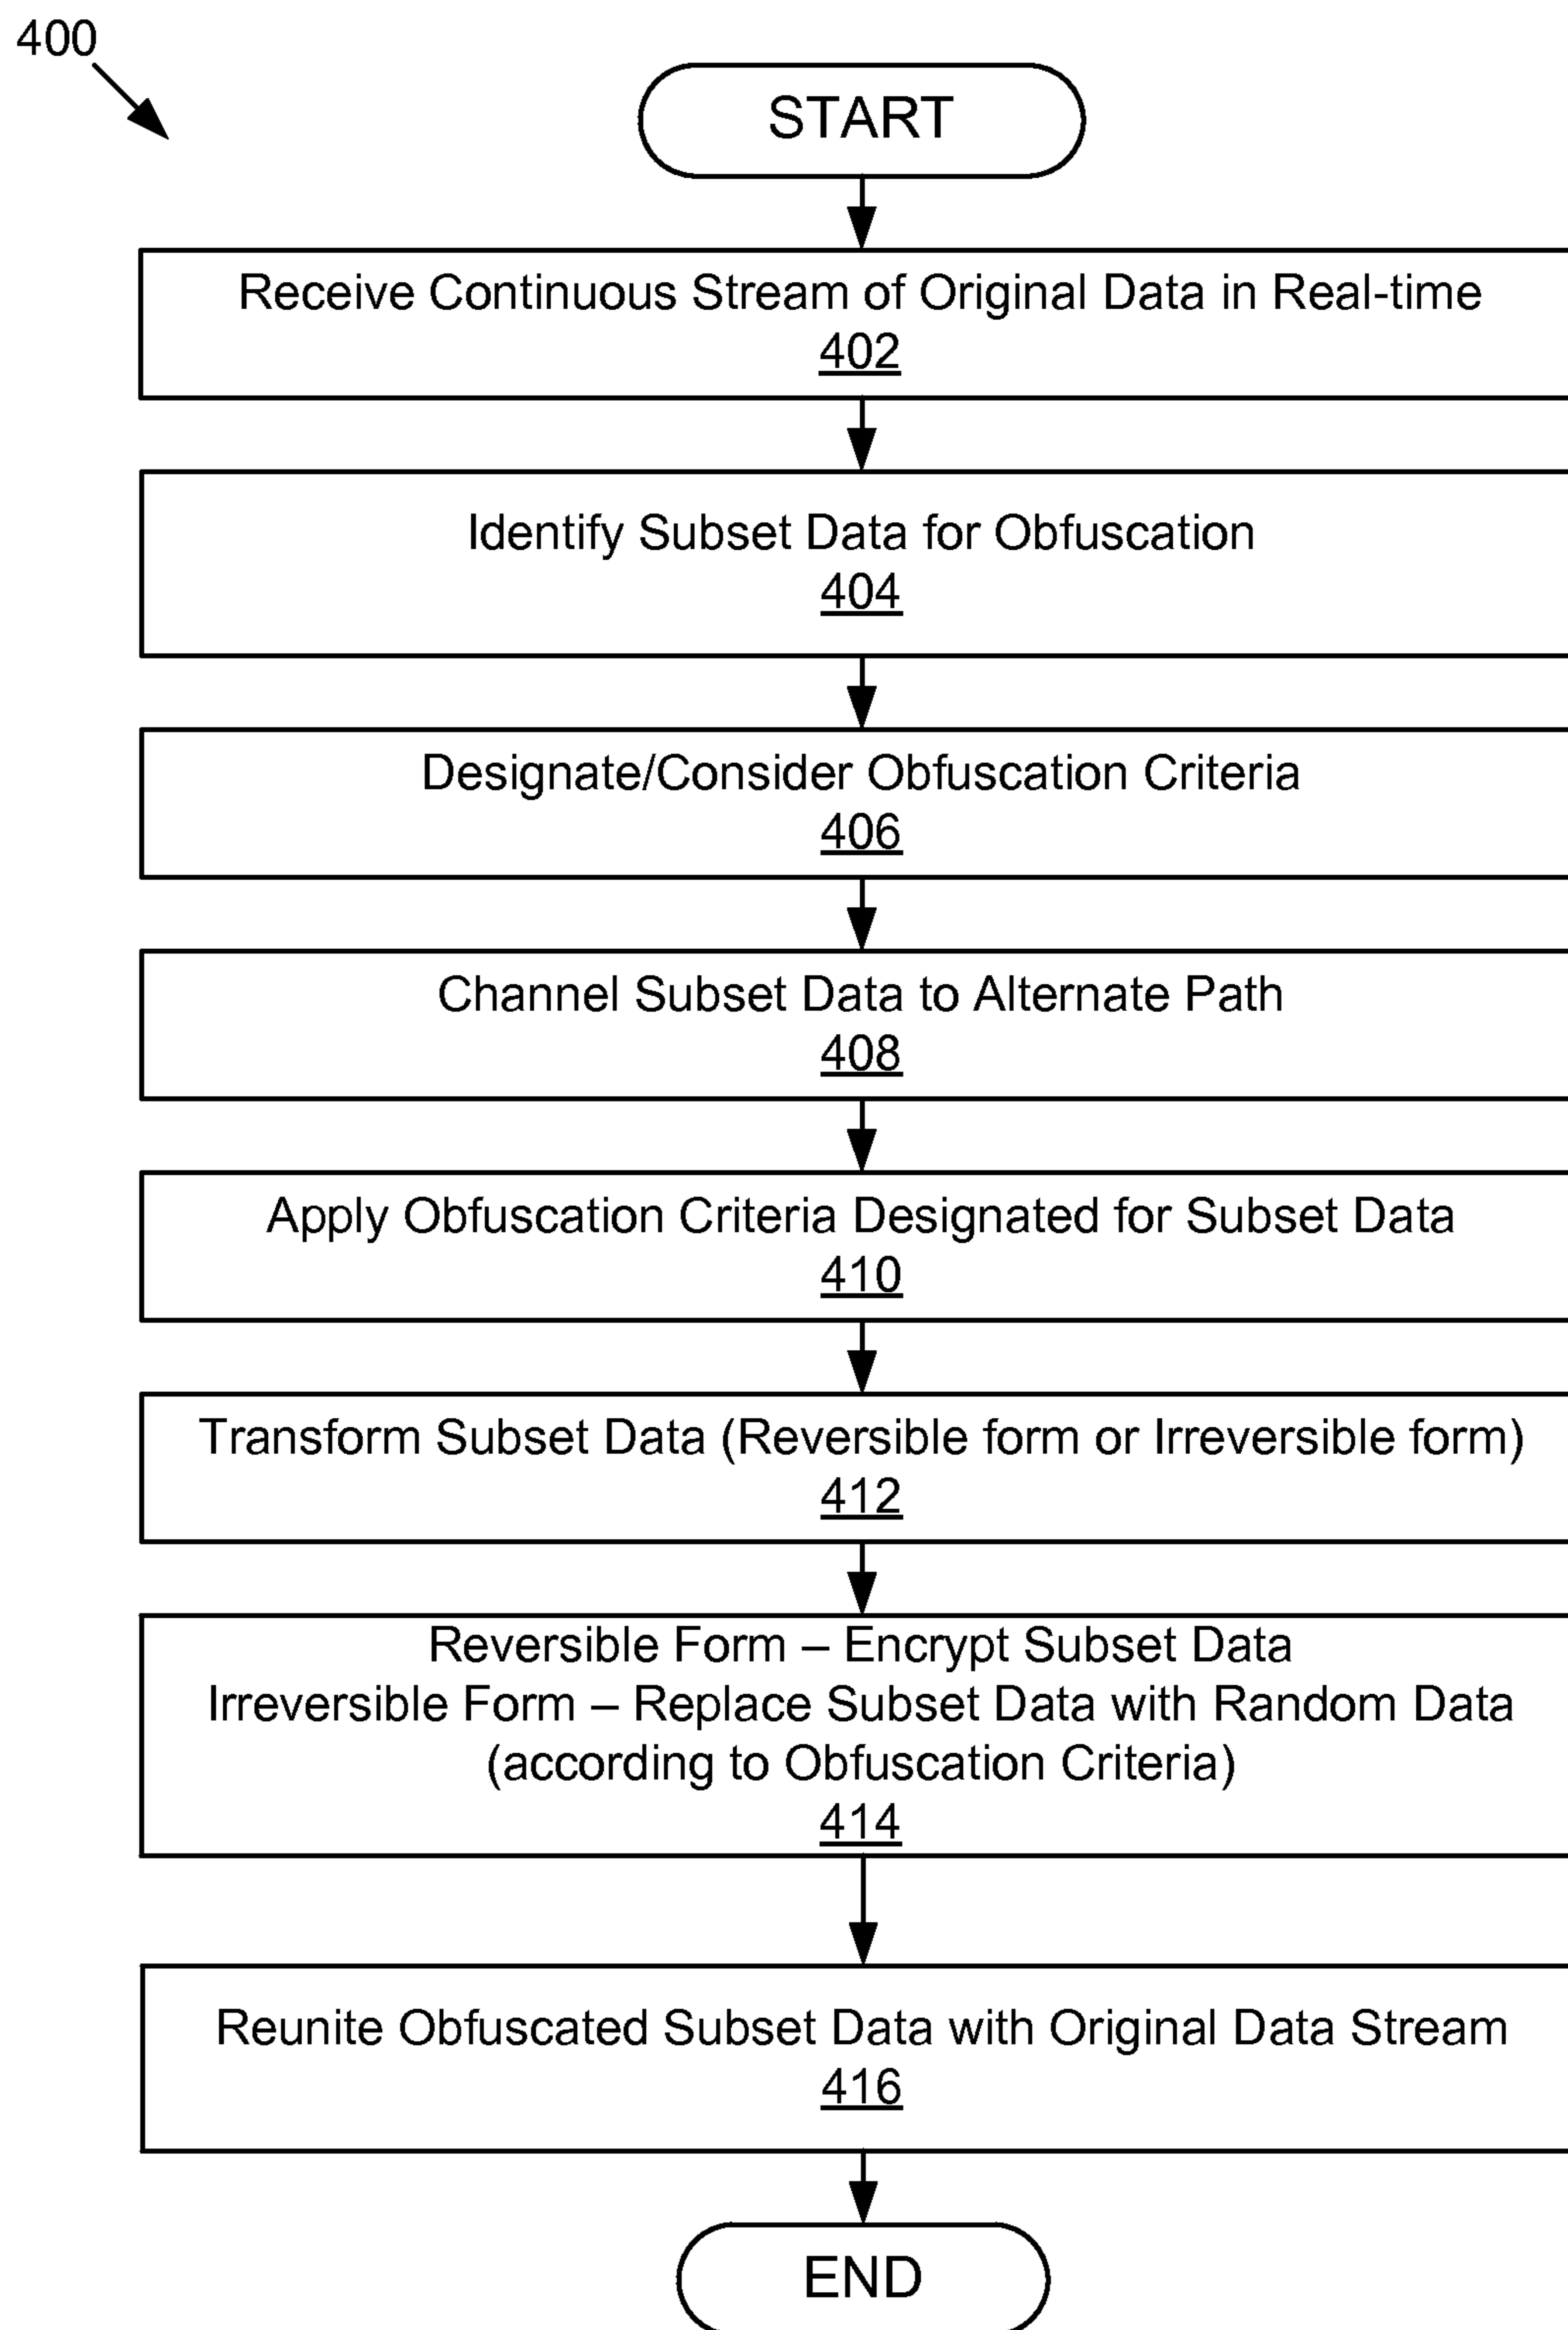 400
START
Receive Continuous Stream of Original Data in Real-time
402
Identify Subset Data for Obfuscation
404
Designate/Consider Obfuscation Criteria
406
Channel Subset Data to Alternate Path
408
Apply Obfuscation Criteria Designated for Subset Data
410
Transform Subset Data (Reversible form or Irreversible form)
412
Reversible Form – Encrypt Subset Data
Irreversible Form – Replace Subset Data with Random Data
(according to Obfuscation Criteria)
414
Reunite Obfuscated Subset Data with Original Data Stream
416
END